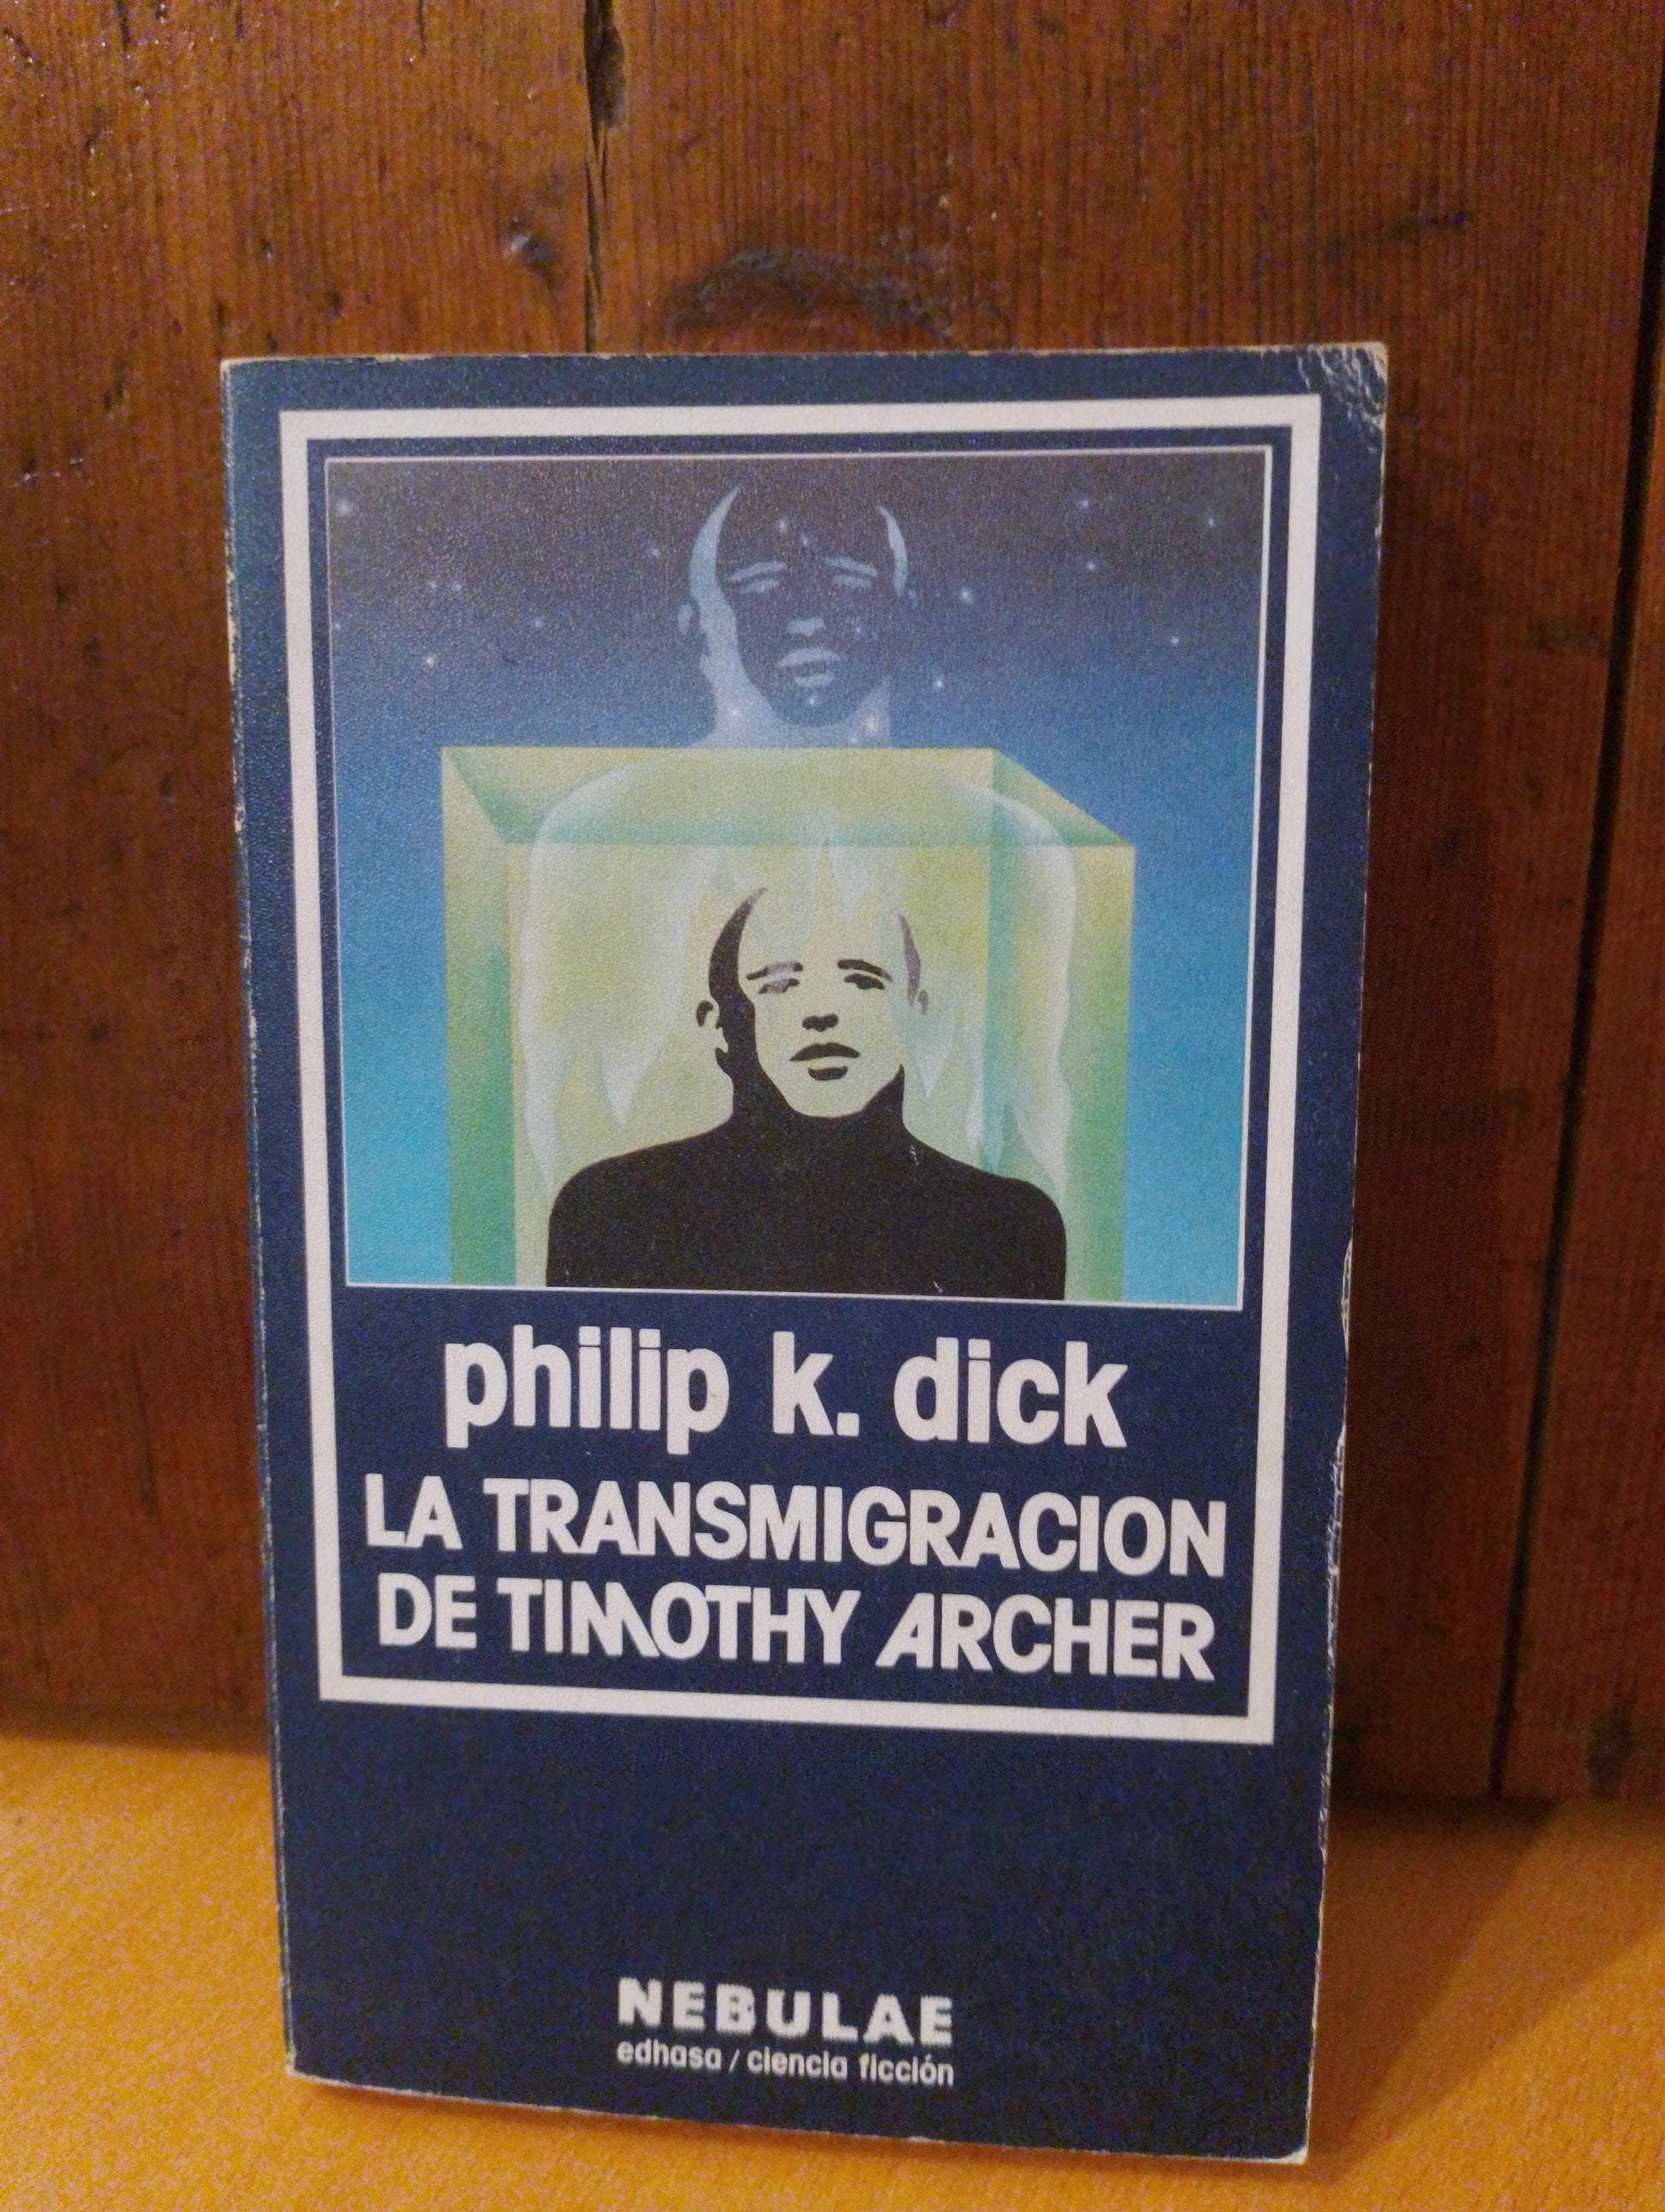 philip k. dick
LA TRANSMIGRACION
DE TIMOTHY ARCHER
NEBULAE
edhasa / ciencia ficción